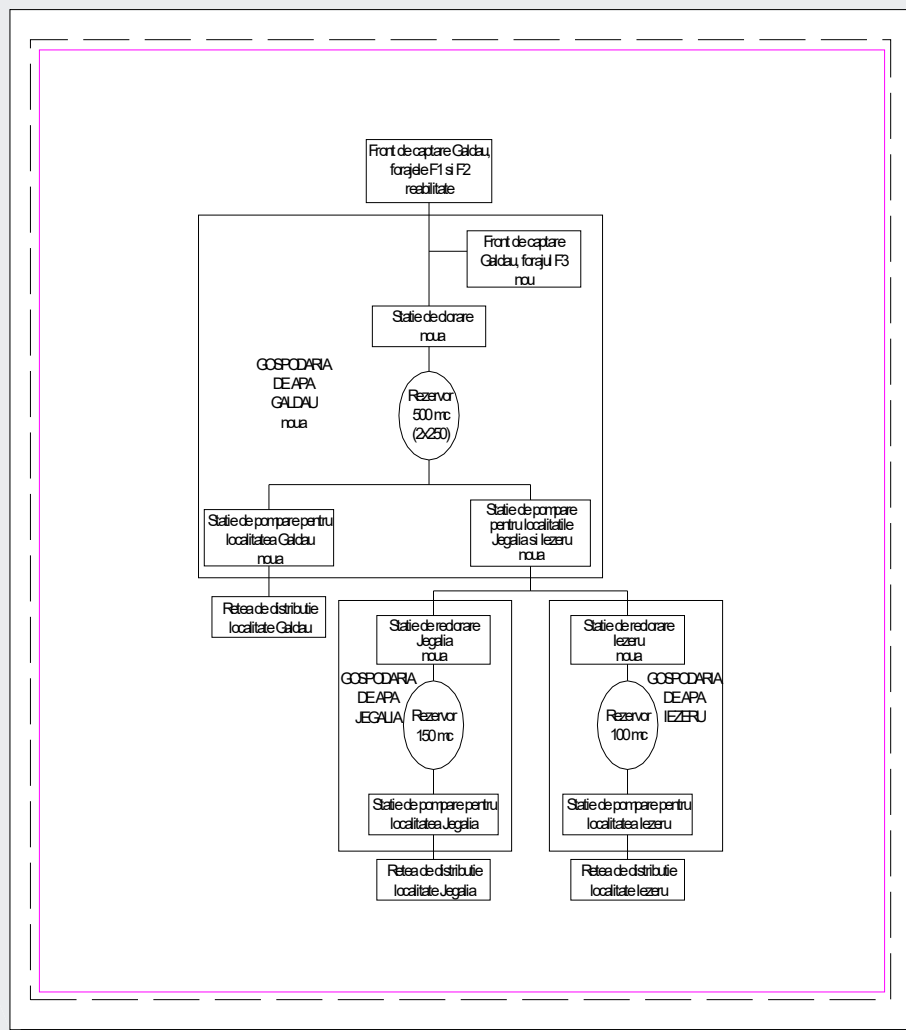 Front de captare Galdau,
forajele F1 si F2
reabilitate
Front de captare
Galdau, forajul F3
nou
Statie de clorare
noua
GOSPODARIA
DE APA
GALDAU
noua
Rezervor
500 mc
(2x250)
Statie de pompare pentru
localitatea Galdau
noua
Statie de pompare
pentru localitatile
Jegalia si Iezeru
noua
Retea de distributie
localitate Galdau
Statie de reclorare
Jegalia
noua
GOSPODARIA
DE APA
JEGALIA
Rezervor
150 mc
Statie de pompare pentru
localitatea Jegalia
Retea de distributie
localitate Jegalia
Statie de reclorare
Iezeru
noua
GOSPODARIA
DE APA
IEZERU
Rezervor
100 mc
Statie de pompare pentru
localitatea Iezeru
Retea de distributie
localitate Iezeru